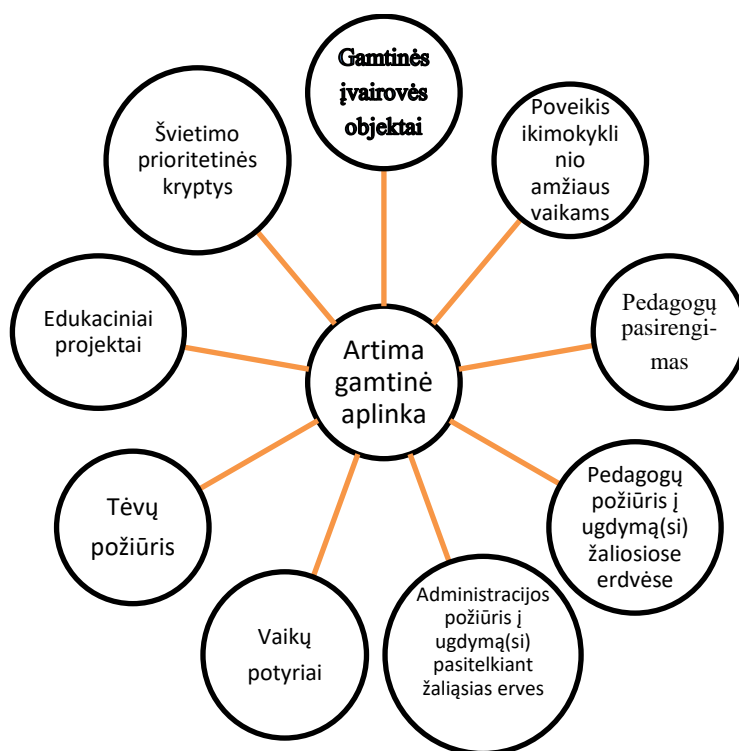 Gamtinės
įvairovės
objektai
Poveikis
ikimokykli
nio
amžiaus
vaikams
Pedagogų
pasirengi-
mas
Pedagogų
požiūris į
ugdymą(si)
žaliosiose
erdvėse
Administracijos
požiūris į
ugdymą(si)
pasitelkiant
žaliąsias erves
Vaikų
potyriai
Tėvų
požiūris
Edukaciniai
projektai
Švietimo
prioritetinės
kryptys
Artima
gamtinė
aplinka